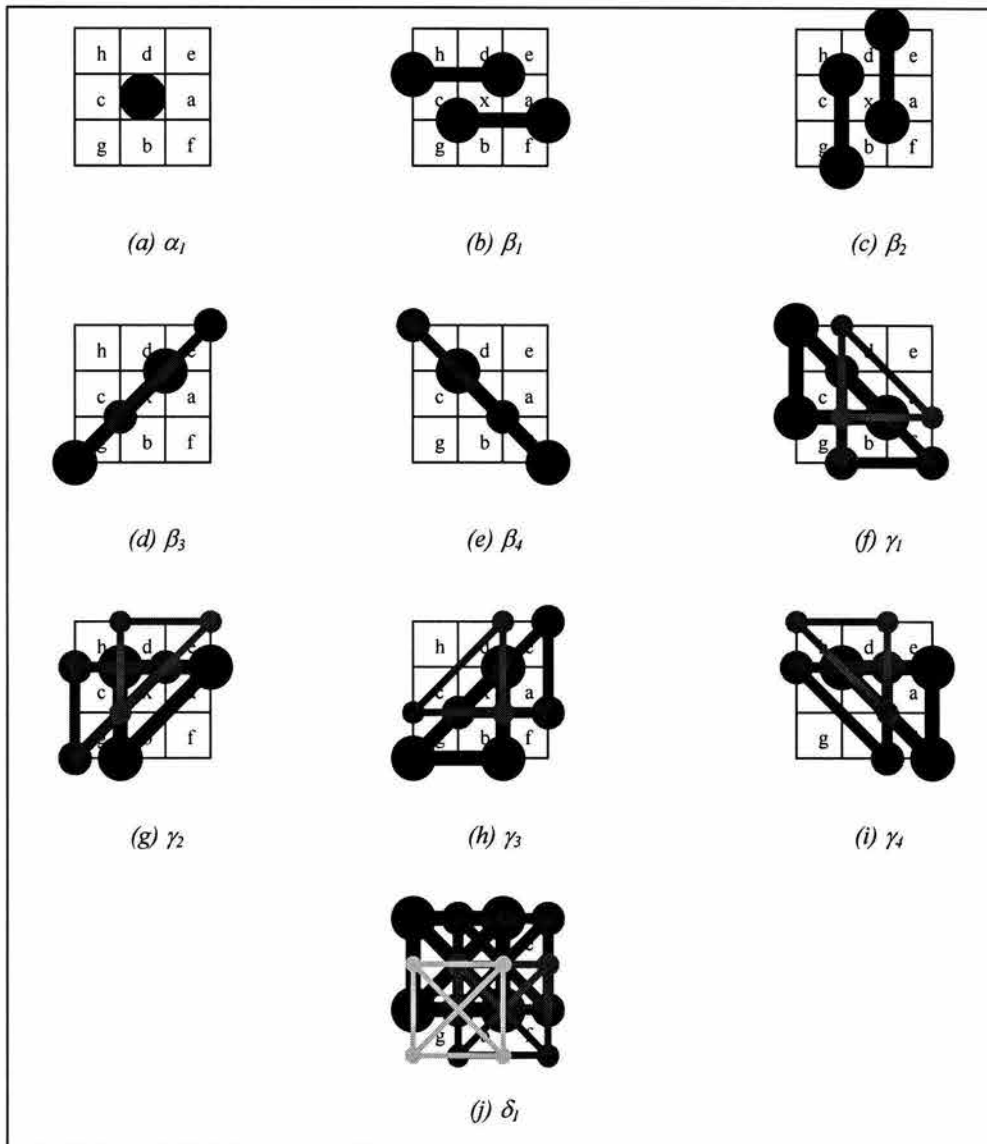 h d e
c a
g b f
(a) α₁
h d e
c x a
g b f
(b) β₁
h d e
c x a
g b f
(c) β₂
h d e
c a
g b f
(d) β₃
d e
c a
g b
(e) β₄
d e
c
g b f
(f) γ₁
h d e
c x
g b f
(g) γ₂
h d e
c x a
g b f
(h) γ₃
h d e
a
g
(i) γ₄
e
g f
(j) δ₁